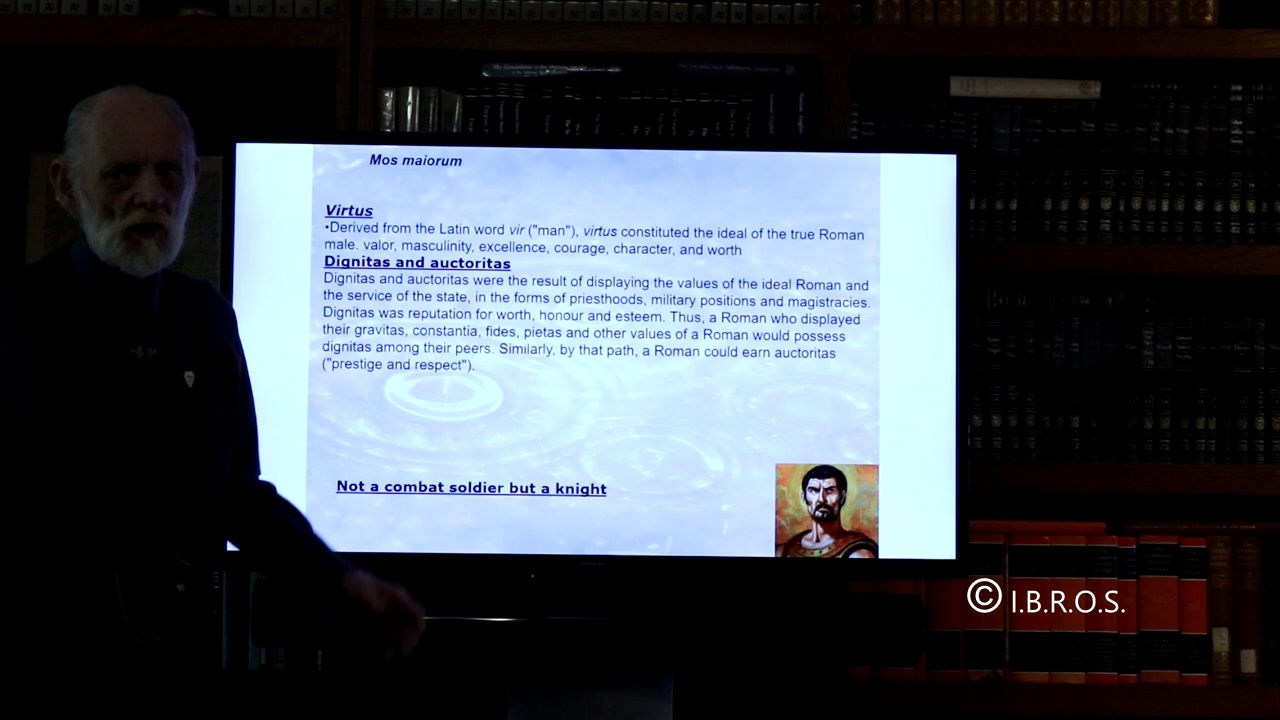 Mos maiorum
Virtus
•Derived from the Latin word vir ("man"), virtus constituted the ideal of the true Roman
male. valor, masculinity, excellence, courage, character, and worth
Dignitas and auctoritas
Dignitas and auctoritas were the result of displaying the values of the ideal Roman and
the service of the state, in the forms of priesthoods, military positions and magistracies.
Dignitas was reputation for worth, honour and esteem. Thus, a Roman who displayed
their gravitas, constantia, fides, pietas and other values of a Roman would possess
dignitas among their peers. Similarly, by that path, a Roman could earn auctoritas
("prestige and respect").
Not a combat soldier but a knight
© I.B.R.O.S.